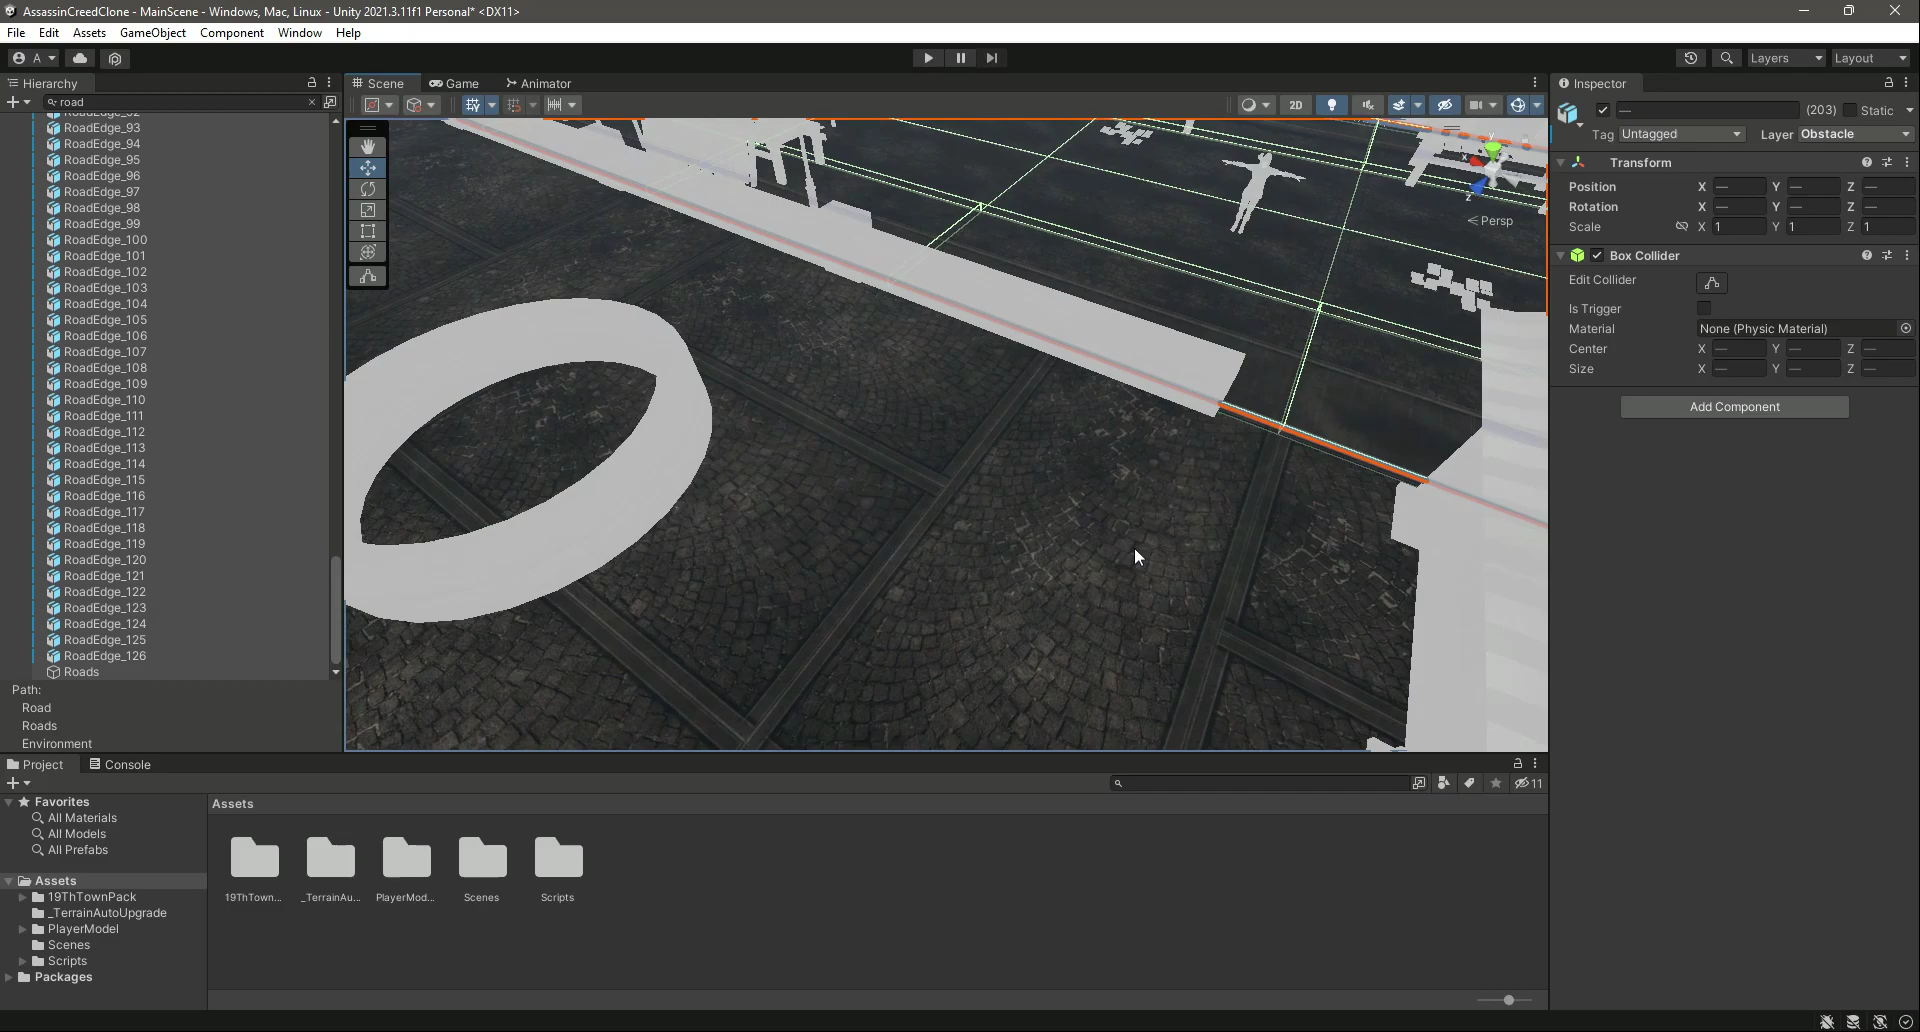 AssassinCreedClone - MainScene - Windows, Mac, Linux - Unity 2021.3.11f1 Personal* <DX11>
File Edit Assets GameObject Component Window Help
A
Layers Layout
Hierarchy
road
RoadEdge_92
RoadEdge_93
RoadEdge_94
RoadEdge_95
RoadEdge_96
RoadEdge_97
RoadEdge_98
RoadEdge_99
RoadEdge_100
RoadEdge_101
RoadEdge_102
RoadEdge_103
RoadEdge_104
RoadEdge_105
RoadEdge_106
RoadEdge_107
RoadEdge_108
RoadEdge_109
RoadEdge_110
RoadEdge_111
RoadEdge_112
RoadEdge_113
RoadEdge_114
RoadEdge_115
RoadEdge_116
RoadEdge_117
RoadEdge_118
RoadEdge_119
RoadEdge_120
RoadEdge_121
RoadEdge_122
RoadEdge_123
RoadEdge_124
RoadEdge_125
RoadEdge_126
Roads
Path:
Road
Roads
Environment
Scene Game Animator
2D
y
x
z
Persp
Inspector
— (203) Static
Tag Untagged Layer Obstacle
Transform
Position X — Y — Z —
Rotation X — Y — Z —
Scale X 1 Y 1 Z 1
Box Collider
Edit Collider
Is Trigger
Material None (Physic Material)
Center X — Y — Z —
Size X — Y — Z —
Add Component
Project Console
11
Favorites
All Materials
All Models
All Prefabs
Assets
19ThTownPack
_TerrainAutoUpgrade
PlayerModel
Scenes
Scripts
Packages
Assets
19ThTown... _TerrainAu... PlayerMod... Scenes Scripts